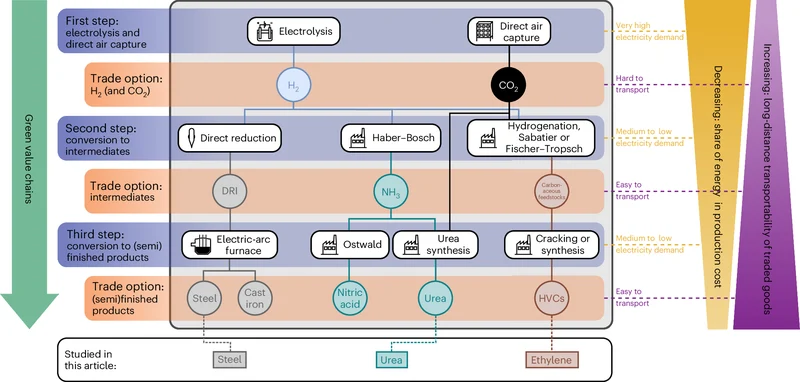 Green value chains
First step:
electrolysis and
direct air capture
Electrolysis
Direct air
capture
Very high
electricity demand
Trade option:
H₂ (and CO₂)
H₂
CO₂
Hard to
transport
Second step:
conversion to
intermediates
Direct reduction
Haber–Bosch
Hydrogenation,
Sabatier or
Fischer–Tropsch
Medium to low
electricity demand
Trade option:
intermediates
DRI
NH₃
Carbon-
aceous
feedstocks
Easy to
transport
Third step:
conversion to (semi)
finished products
Electric-arc
furnace
Ostwald
Urea
synthesis
Cracking or
synthesis
Medium to low
electricity demand
Trade option:
(semi)finished
products
Steel
Cast
iron
Nitric
acid
Urea
HVCs
Easy to
transport
Decreasing: share of energy in production cost
Increasing: long-distance transportability of traded goods
Studied in
this article:
Steel
Urea
Ethylene